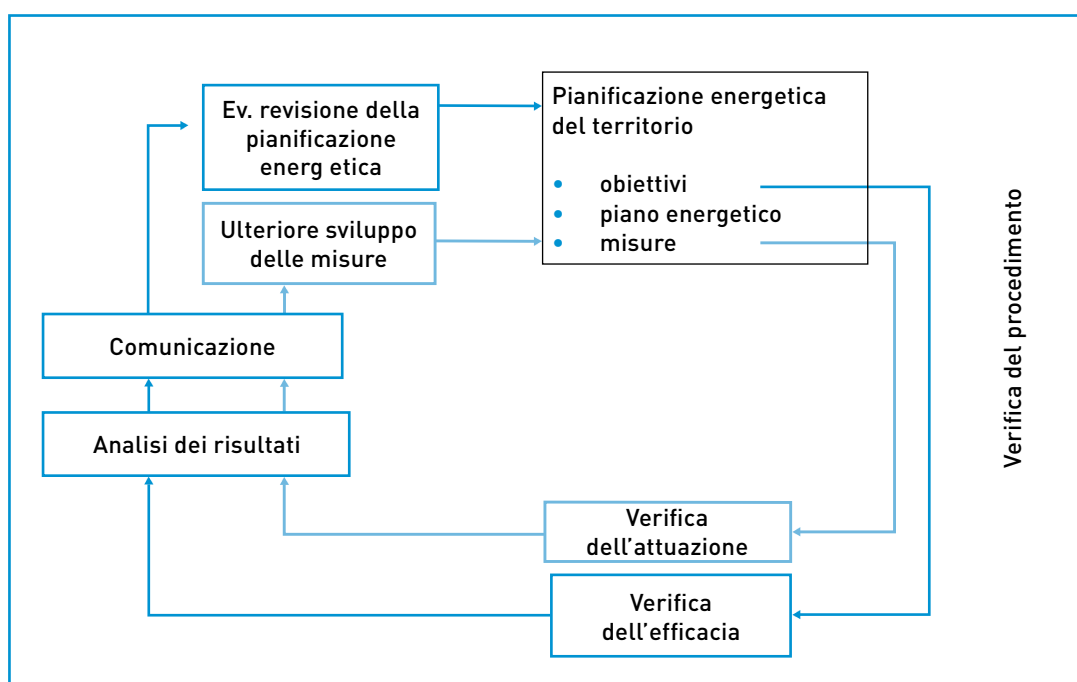 Ev. revisione della
pianificazione
energ etica
Pianificazione energetica
del territorio
• obiettivi
• piano energetico
• misure
Ulteriore sviluppo
delle misure
Comunicazione
Analisi dei risultati
Verifica
dell'attuazione
Verifica
dell'efficacia
Verifica del procedimento